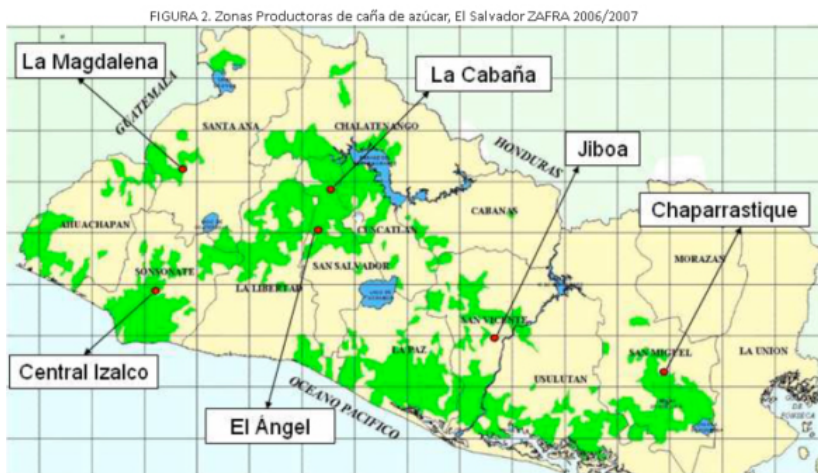 FIGURA 2. Zonas Productoras de caña de azúcar, El Salvador ZAFRA 2006/2007
La Magdalena
La Cabaña
GUATEMALA
SANTA ANA
CHALATENANGO
HONDURAS
Jiboa
Chaparrastique
AHUACHAPAN
CUSCATLAN
CABANAS
MORAZAN
SONSONATE
SAN SALVADOR
LA LIBERTAD
SAN VICENTE
LA PAZ
SAN MIGUEL
LA UNION
USULUTAN
Central Izalco
El Ángel
OCEANO PACIFICO